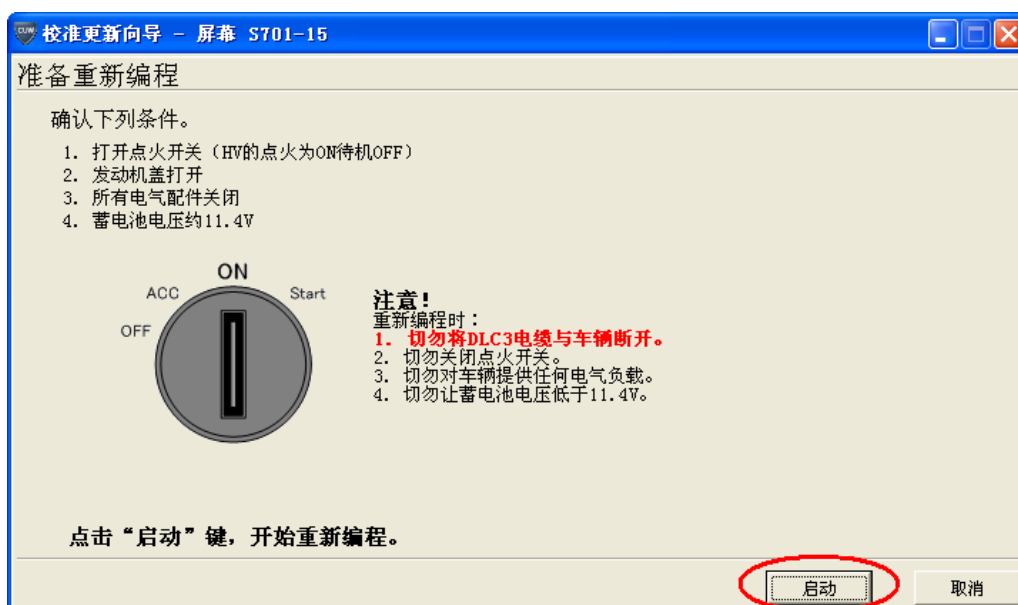 CUW 校准更新向导 - 屏幕 S701-15
准备重新编程
确认下列条件。
1. 打开点火开关（HV的点火为ON待机OFF）
2. 发动机盖打开
3. 所有电气配件关闭
4. 蓄电池电压约11.4V
ON
ACC
Start
OFF
注意！
重新编程时：
1. 切勿将DLC3电缆与车辆断开。
2. 切勿关闭点火开关。
3. 切勿对车辆提供任何电气负载。
4. 切勿让蓄电池电压低于11.4V。
点击“启动”键，开始重新编程。
启动
取消